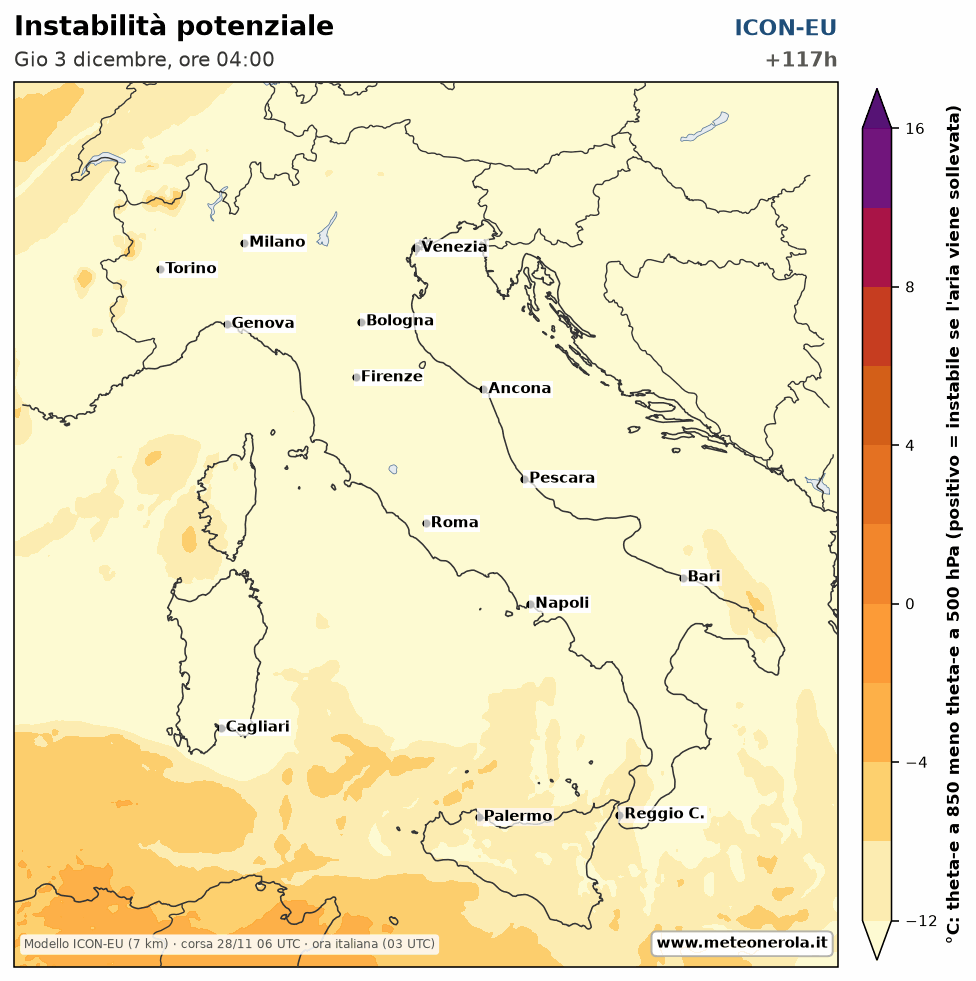 Instabilità potenziale
ICON-EU
Gio 3 dicembre, ore 04:00
+117h
Milano
Venezia
Torino
Genova
Bologna
Firenze
Ancona
Pescara
Roma
Bari
Napoli
Cagliari
Palermo
Reggio C.
16
8
4
0
−4
−12
°C: theta-e a 850 meno theta-e a 500 hPa (positivo = instabile se l'aria viene sollevata)
Modello ICON-EU (7 km) · corsa 28/11 06 UTC · ora italiana (03 UTC)
www.meteonerola.it